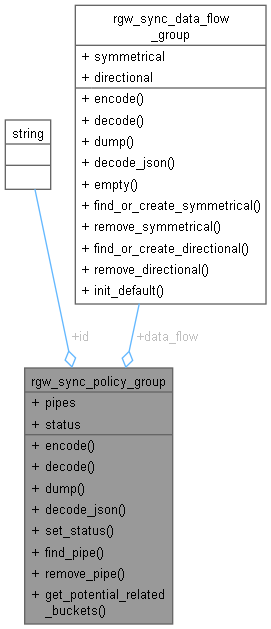 rgw_sync_data_flow
_group
+ symmetrical
+ directional
+ encode()
+ decode()
+ dump()
+ decode_json()
+ empty()
+ find_or_create_symmetrical()
+ remove_symmetrical()
+ find_or_create_directional()
+ remove_directional()
+ init_default()
string
+id
+data_flow
rgw_sync_policy_group
+ pipes
+ status
+ encode()
+ decode()
+ dump()
+ decode_json()
+ set_status()
+ find_pipe()
+ remove_pipe()
+ get_potential_related
_buckets()